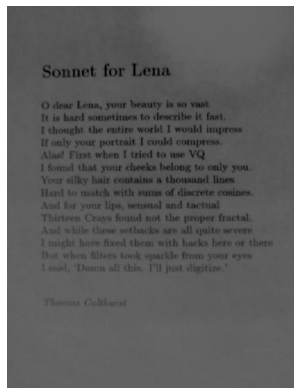 Sonnet for Lena
O dear Lena, your beauty is so vast
It is hard sometimes to describe it fast.
I thought the entire world I would impress
If only your portrait I could compress.
Alas! First when I tried to use VQ
I found that your cheeks belong to only you.
Your silky hair contains a thousand lines
Hard to match with sums of discrete cosines.
And for your lips, sensual and tactual
Thirteen Crays found not the proper fractal.
And while these setbacks are all quite severe
I might have fixed them with hacks here or there
But when filters took sparkle from your eyes
I said, 'Damn all this. I'll just digitize.'
Thomas Colthurst